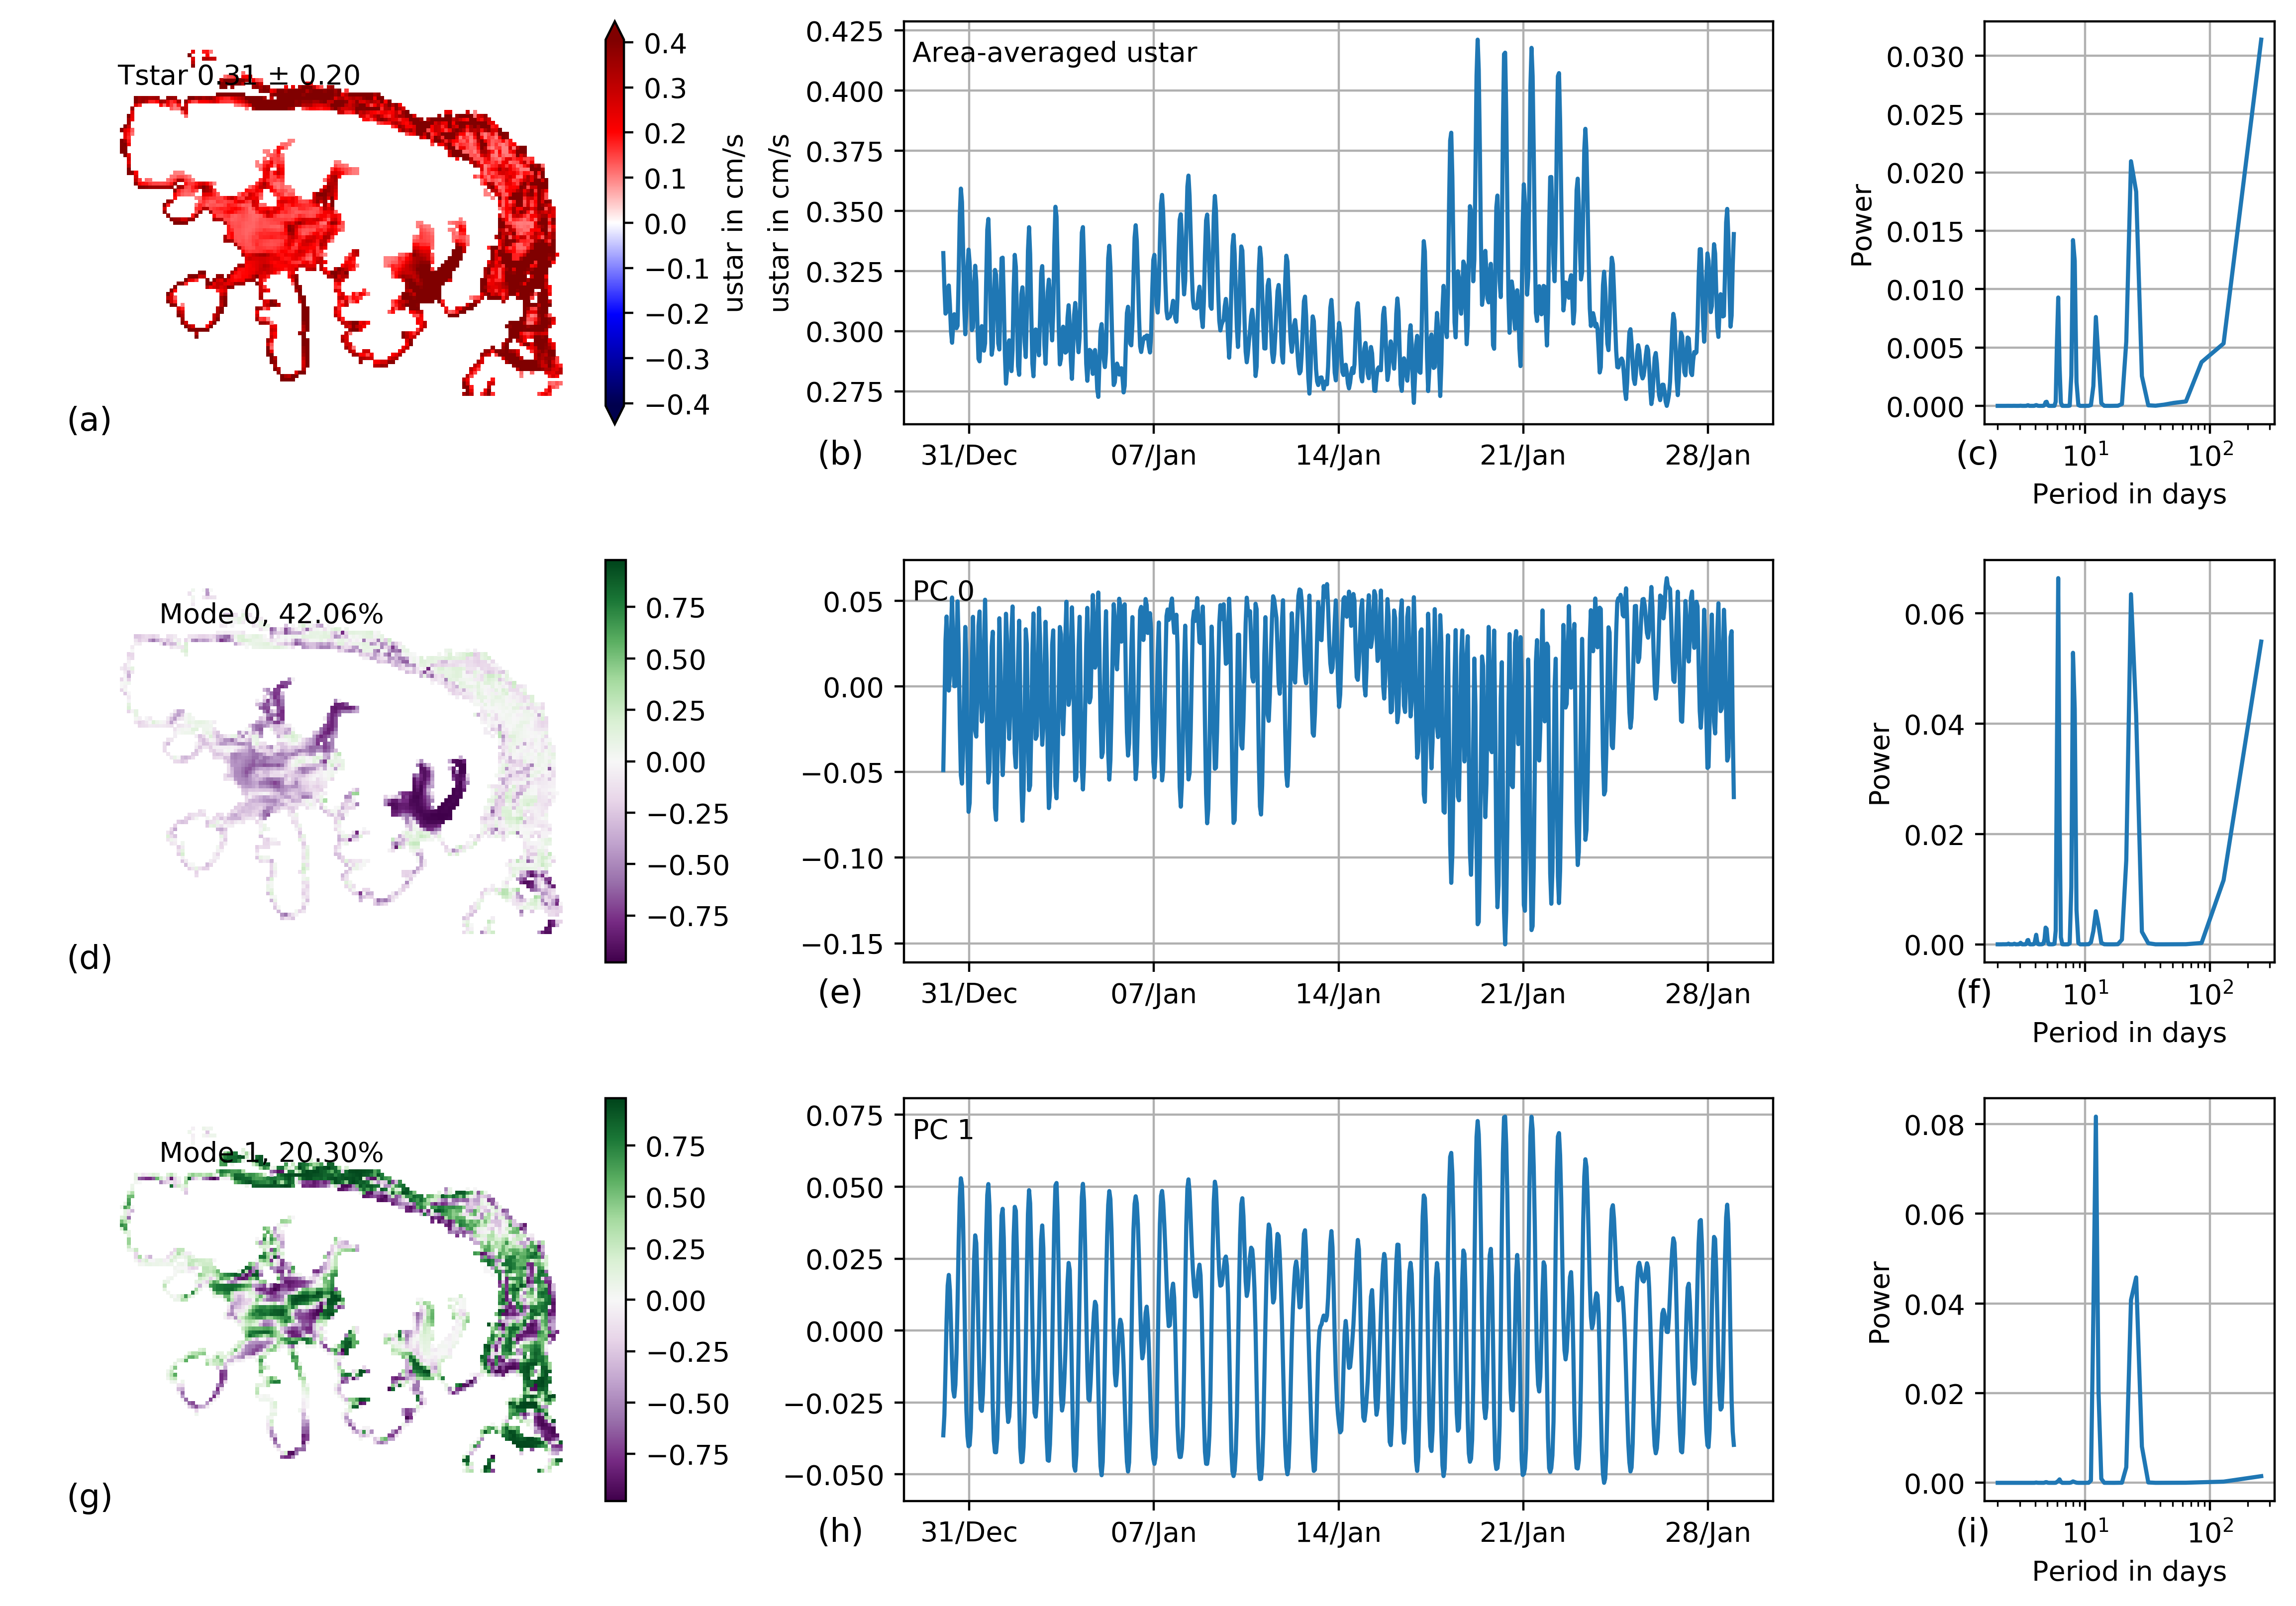 Tstar 0.31 ± 0.20
0.4
0.3
0.2
0.1
0.0
−0.1
−0.2
−0.3
−0.4
ustar in cm/s
(a)
ustar in cm/s
0.425
0.400
0.375
0.350
0.325
0.300
0.275
Area-averaged ustar
31/Dec
07/Jan
14/Jan
21/Jan
28/Jan
(b)
Power
0.030
0.025
0.020
0.015
0.010
0.005
0.000
10¹
10²
Period in days
(c)
Mode 0, 42.06%
0.75
0.50
0.25
0.00
−0.25
−0.50
−0.75
(d)
PC 0
0.05
0.00
−0.05
−0.10
−0.15
31/Dec
07/Jan
14/Jan
21/Jan
28/Jan
(e)
Power
0.06
0.04
0.02
0.00
10¹
10²
Period in days
(f)
Mode 1, 20.30%
0.75
0.50
0.25
0.00
−0.25
−0.50
−0.75
(g)
PC 1
0.075
0.050
0.025
0.000
−0.025
−0.050
31/Dec
07/Jan
14/Jan
21/Jan
28/Jan
(h)
Power
0.08
0.06
0.04
0.02
0.00
10¹
10²
Period in days
(i)